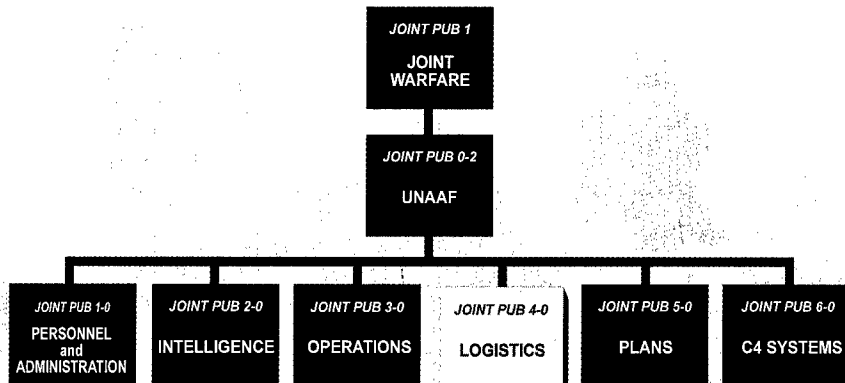 JOINT PUB 1
JOINT
WARFARE
JOINT PUB 0-2
UNAAF
JOINT PUB 1-0
PERSONNEL
and
ADMINISTRATION
JOINT PUB 2-0
INTELLIGENCE
JOINT PUB 3-0
OPERATIONS
JOINT PUB 4-0
LOGISTICS
JOINT PUB 5-0
PLANS
JOINT PUB 6-0
C4 SYSTEMS